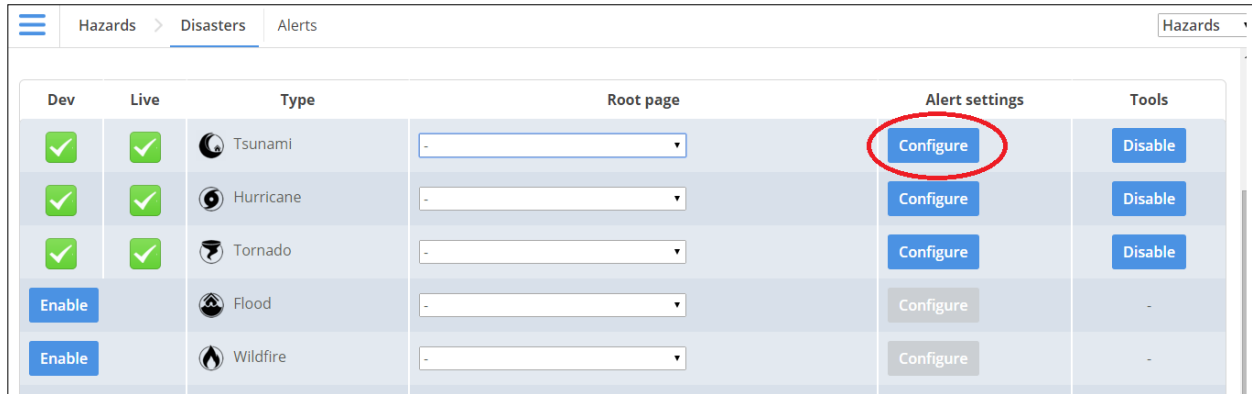 Hazards > Disasters Alerts Hazards
Dev Live Type Root page Alert settings Tools
Tsunami - Configure Disable
Hurricane - Configure Disable
Tornado - Configure Disable
Enable Flood - Configure -
Enable Wildfire - Configure -